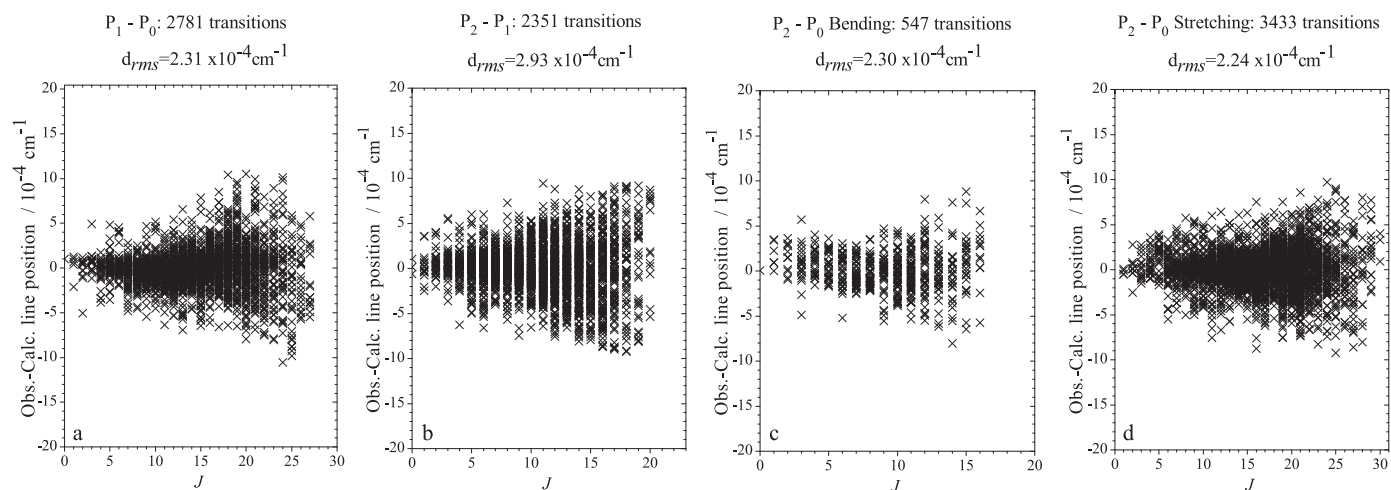 P1 - P0: 2781 transitions
drms=2.31 x10-4cm-1
Obs.-Calc. line position / 10-4 cm-1
20
15
10
5
0
-5
-10
-15
-20
a
0 5 10 15 20 25 30
J
P2 - P1: 2351 transitions
drms=2.93 x10-4cm-1
Obs.-Calc. line position / 10-4 cm-1
20
15
10
5
0
-5
-10
-15
-20
b
0 5 10 15 20
J
P2 - P0 Bending: 547 transitions
drms=2.30 x10-4cm-1
Obs.-Calc. line position / 10-4 cm-1
20
15
10
5
0
-5
-10
-15
-20
c
0 5 10 15 20
J
P2 - P0 Stretching: 3433 transitions
drms=2.24 x10-4cm-1
Obs.-Calc. line position / 10-4 cm-1
20
15
10
5
0
-5
-10
-15
-20
d
0 5 10 15 20 25 30
J